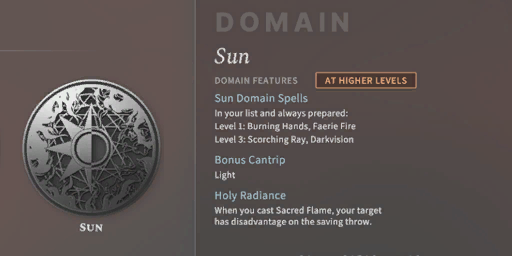 DOMAIN
Sun
DOMAIN FEATURES
AT HIGHER LEVELS
Sun Domain Spells
In your list and always prepared:
Level 1: Burning Hands, Faerie Fire
Level 3: Scorching Ray, Darkvision
Bonus Cantrip
Light
Holy Radiance
When you cast Sacred Flame, your target
has disadvantage on the saving throw.
SUN